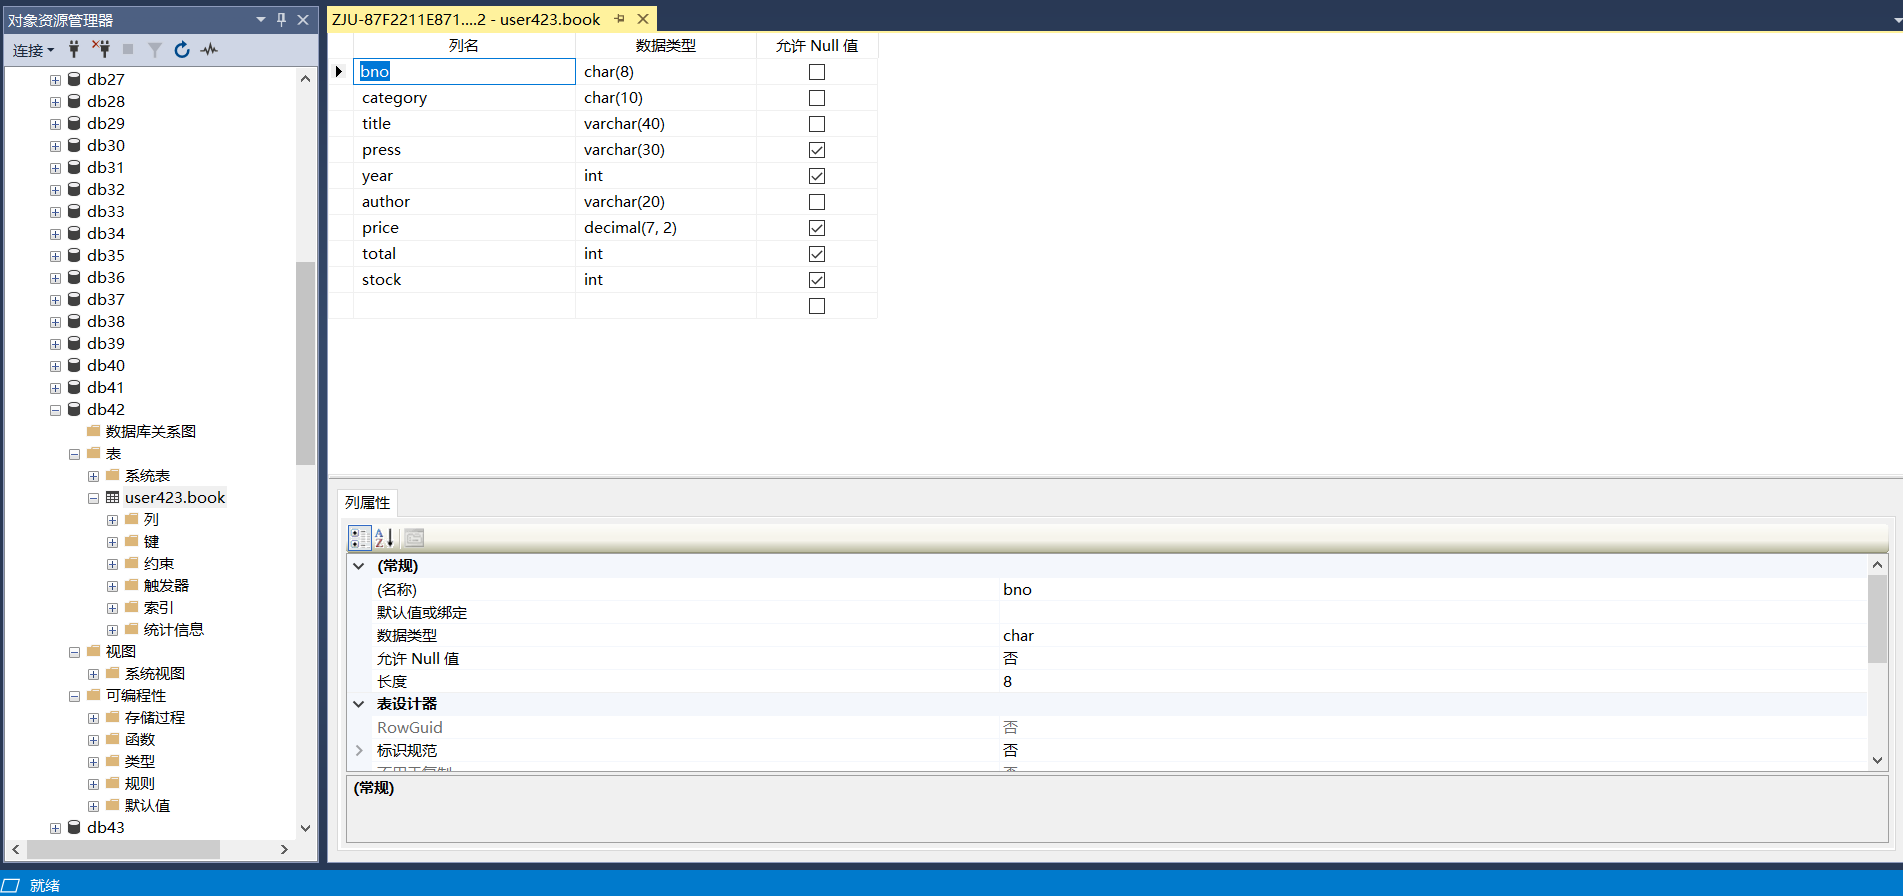 对象资源管理器
连接
db27
db28
db29
db30
db31
db32
db33
db34
db35
db36
db37
db38
db39
db40
db41
db42
数据库关系图
表
系统表
user423.book
列
键
约束
触发器
索引
统计信息
视图
系统视图
可编程性
存储过程
函数
类型
规则
默认值
db43
ZJU-87F2211E871....2 - user423.book
列名 数据类型 允许 Null 值
bno char(8)
category char(10)
title varchar(40)
press varchar(30)
year int
author varchar(20)
price decimal(7, 2)
total int
stock int
列属性
(常规)
(名称) bno
默认值或绑定
数据类型 char
允许 Null 值 否
长度 8
表设计器
RowGuid 否
标识规范 否
(常规)
就绪